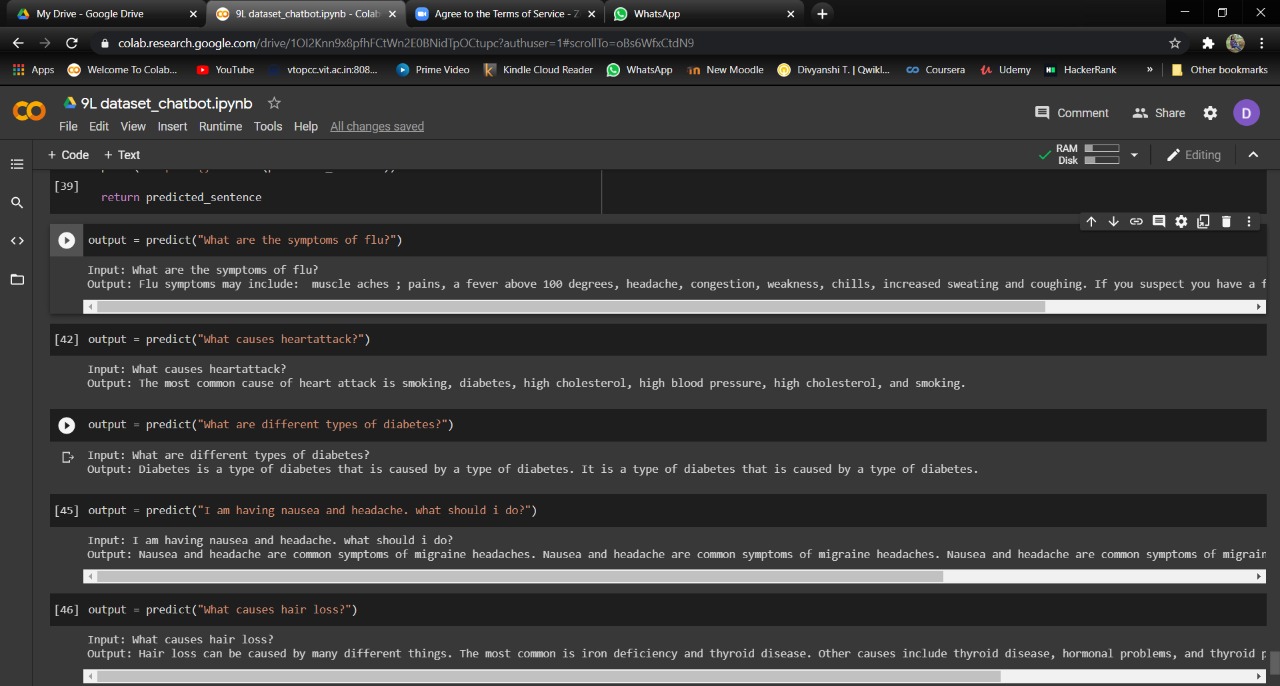 My Drive - Google Drive
9L dataset_chatbot.ipynb - Colab
Agree to the Terms of Service - Z
WhatsApp
colab.research.google.com/drive/1OI2Knn9x8pfhFCtWn2E0BNidTpOCtupc?authuser=1#scrollTo=oBs6WfxCtdN9
Apps Welcome To Colab... YouTube vtopcc.vit.ac.in:808... Prime Video Kindle Cloud Reader WhatsApp New Moodle Divyanshi T. | Qwikl... Coursera Udemy HackerRank » Other bookmarks
9L dataset_chatbot.ipynb
Comment Share D
File Edit View Insert Runtime Tools Help All changes saved
+ Code + Text
RAM
Disk
Editing
[39]
return predicted_sentence
output = predict("What are the symptoms of flu?")
Input: What are the symptoms of flu?
Output: Flu symptoms may include: muscle aches ; pains, a fever above 100 degrees, headache, congestion, weakness, chills, increased sweating and coughing. If you suspect you have a f
[42] output = predict("What causes heartattack?")
Input: What causes heartattack?
Output: The most common cause of heart attack is smoking, diabetes, high cholesterol, high blood pressure, high cholesterol, and smoking.
output = predict("What are different types of diabetes?")
Input: What are different types of diabetes?
Output: Diabetes is a type of diabetes that is caused by a type of diabetes. It is a type of diabetes that is caused by a type of diabetes.
[45] output = predict("I am having nausea and headache. what should i do?")
Input: I am having nausea and headache. what should i do?
Output: Nausea and headache are common symptoms of migraine headaches. Nausea and headache are common symptoms of migraine headaches. Nausea and headache are common symptoms of migrain
[46] output = predict("What causes hair loss?")
Input: What causes hair loss?
Output: Hair loss can be caused by many different things. The most common is iron deficiency and thyroid disease. Other causes include thyroid disease, hormonal problems, and thyroid p